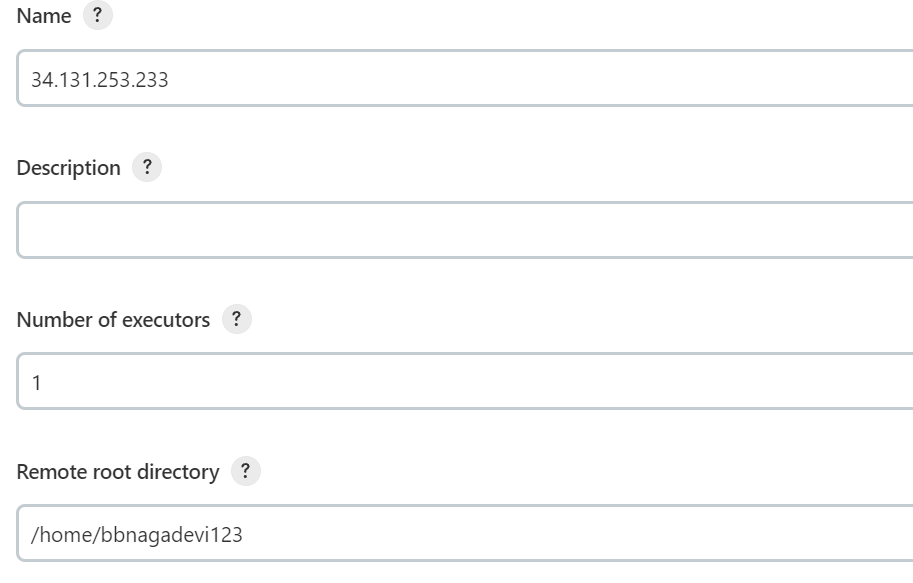 Name ?
34.131.253.233
Description ?
Number of executors ?
1
Remote root directory ?
/home/bbnagadevi123